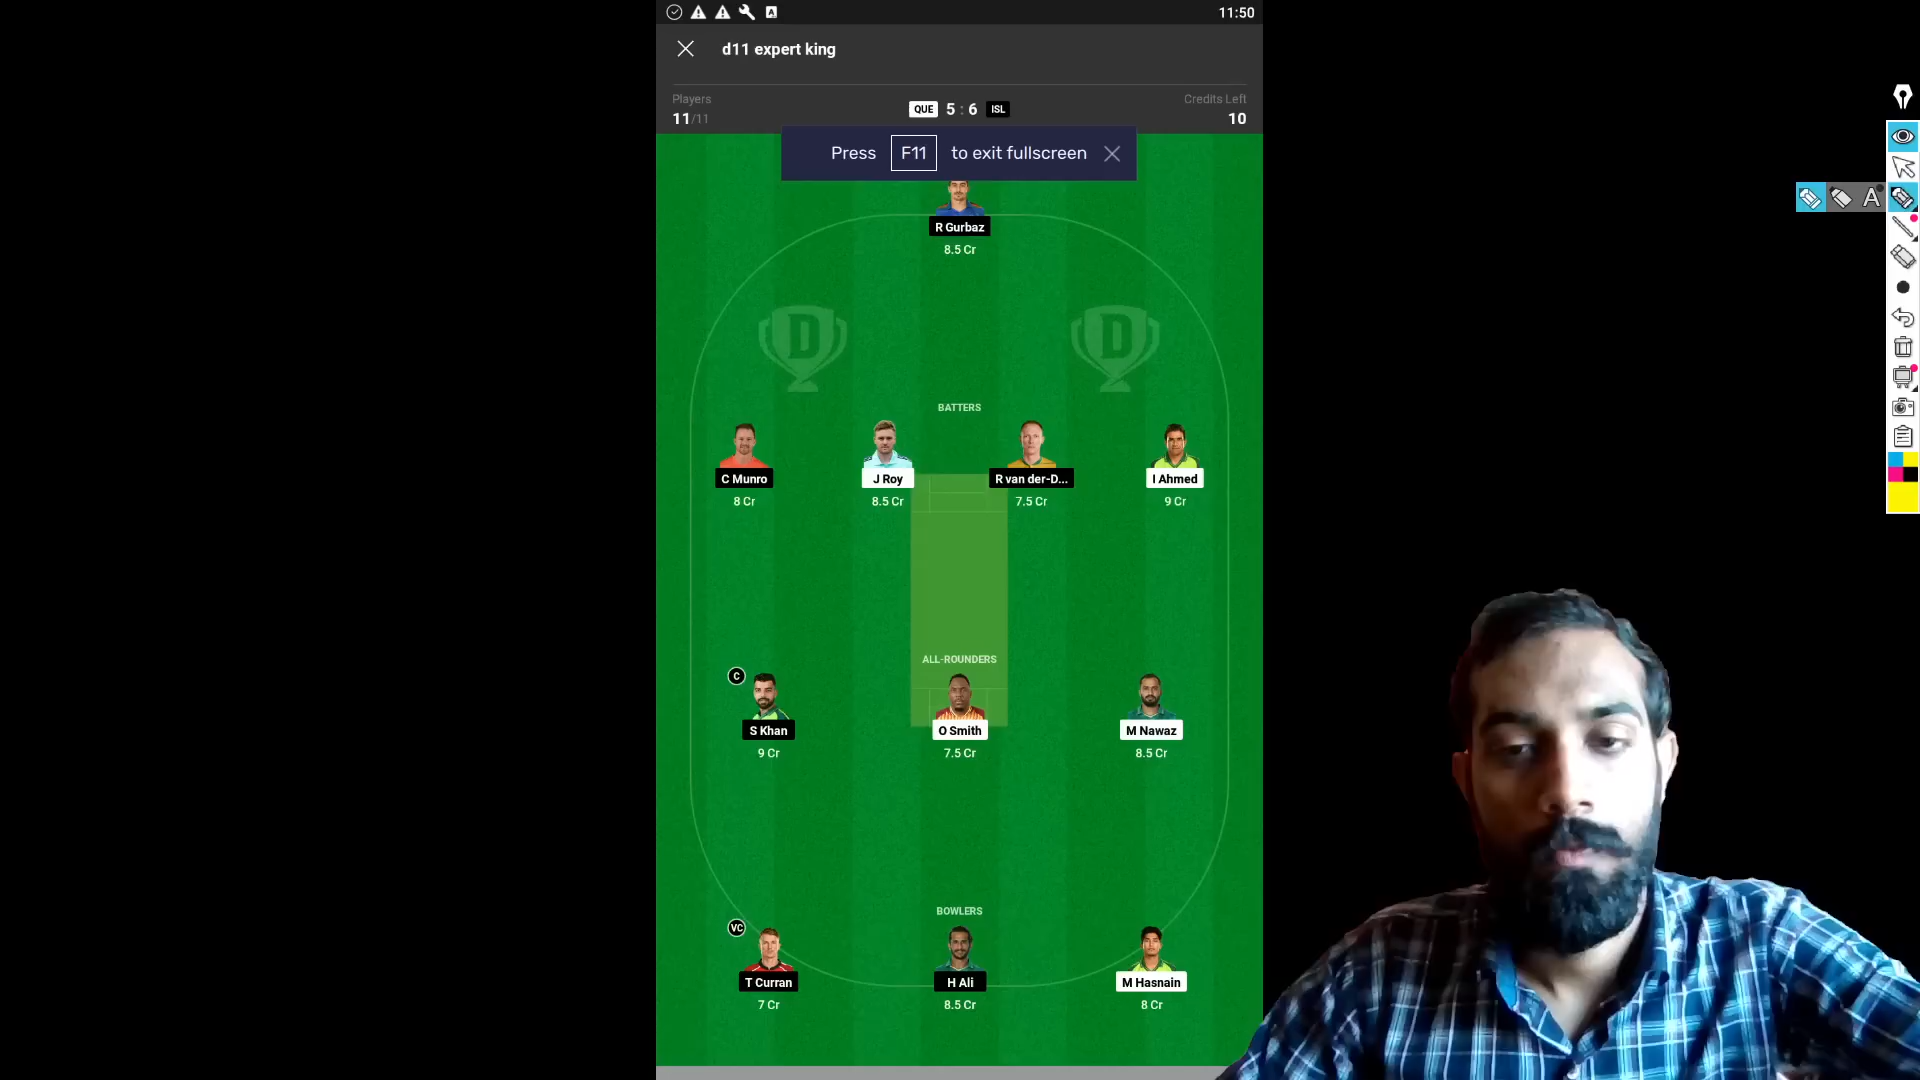 11:50
d11 expert king
Players
11/11
QUE 5 : 6 ISL
Credits Left
10
Press F11 to exit fullscreen
R Gurbaz
8.5 Cr
D D
BATTERS
C Munro J Roy R van der-D... I Ahmed
8 Cr 8.5 Cr 7.5 Cr 9 Cr
ALL-ROUNDERS
C
S Khan O Smith M Nawaz
9 Cr 7.5 Cr 8.5 Cr
BOWLERS
VC
T Curran H Ali M Hasnain
7 Cr 8.5 Cr 8 Cr
A
A